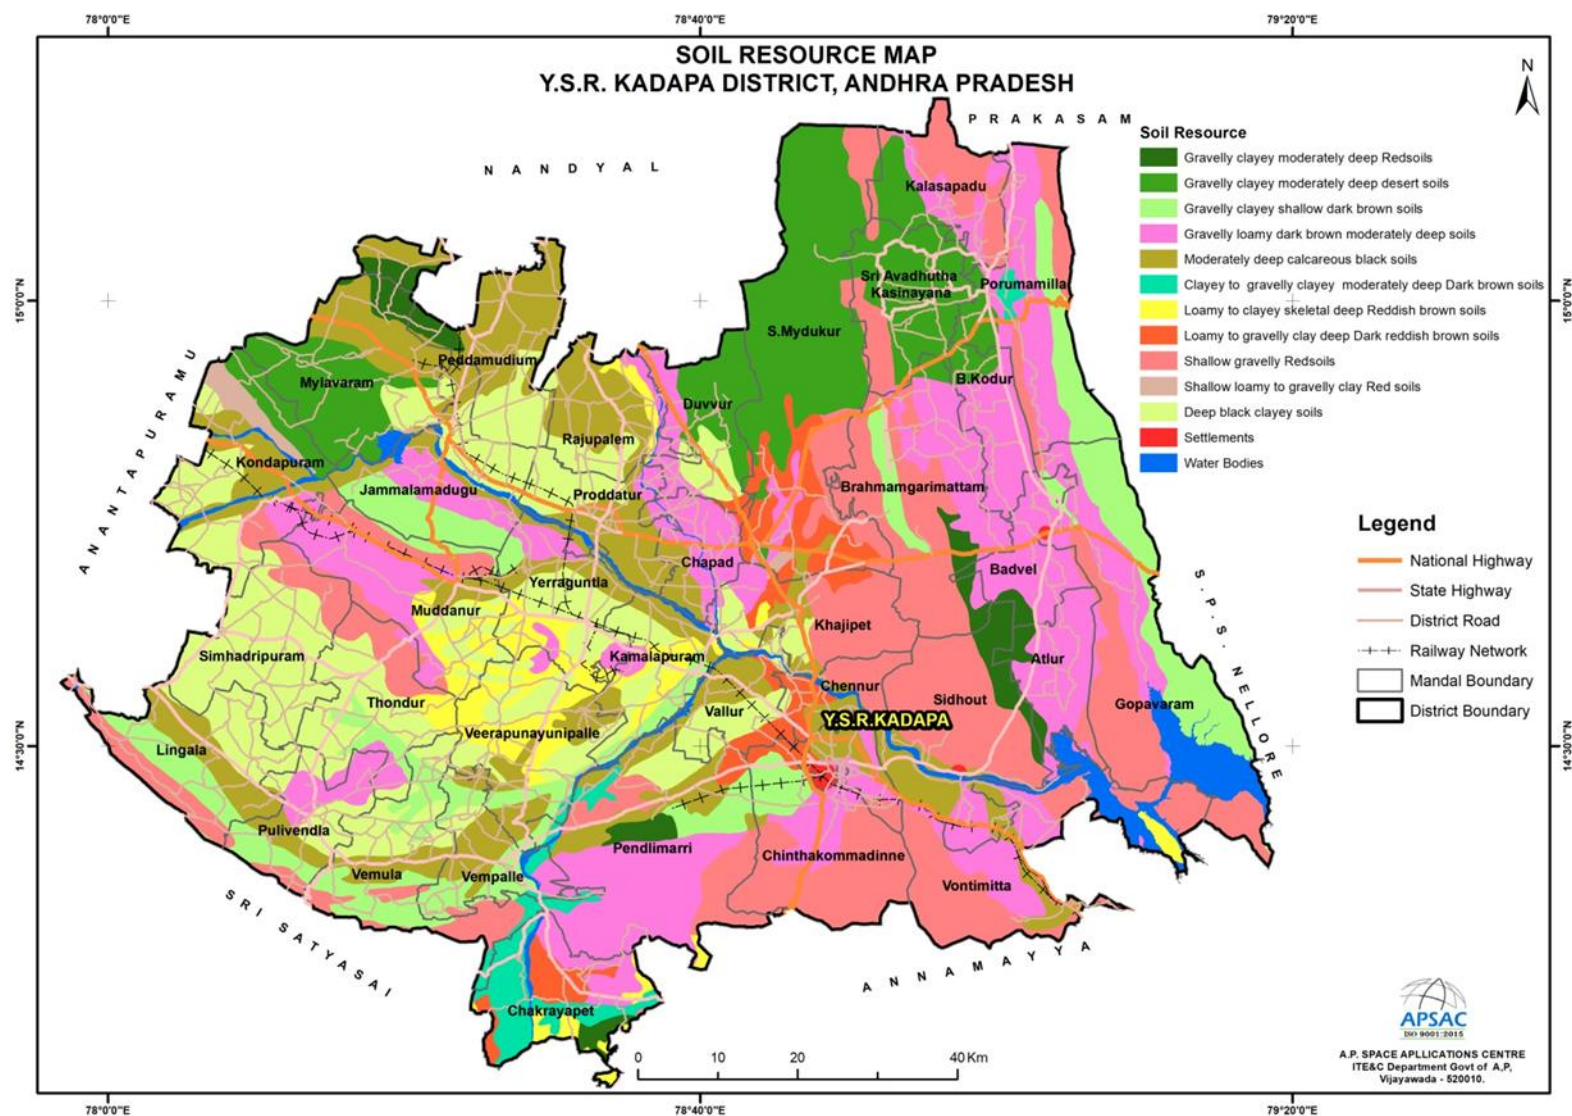 78°0'0"E
78°40'0"E
79°20'0"E
SOIL RESOURCE MAP
Y.S.R. KADAPA DISTRICT, ANDHRA PRADESH
N
PRAKASAM
NANDYAL
Soil Resource
Gravelly clayey moderately deep Redsoils
Gravelly clayey moderately deep desert soils
Gravelly clayey shallow dark brown soils
Gravelly loamy dark brown moderately deep soils
Moderately deep calcareous black soils
Clayey to gravelly clayey moderately deep Dark brown soils
Loamy to clayey skeletal deep Reddish brown soils
Loamy to gravelly clay deep Dark reddish brown soils
Shallow gravelly Redsoils
Shallow loamy to gravelly clay Red soils
Deep black clayey soils
Settlements
Water Bodies
Kalasapadu
Sri Avadhutha
Kasinayana
Porumamilla
15°0'0"N
15°0'0"N
S.Mydukur
Peddamudium
Mylavaram
B.Kodur
Duvvur
ANANTAPURAMU
Rajupalem
Kondapuram
Jammalamadugu
Proddatur
Brahmamgarimattam
Legend
National Highway
State Highway
District Road
Railway Network
Mandal Boundary
District Boundary
Chapad
Badvel
Yerraguntla
Muddanur
Khajipet
S.P.S. NELLORE
Simhadripuram
Kamalapuram
Atlur
Chennur
Thondur
Vallur
Sidhout
Gopavaram
Y.S.R.KADAPA
Veerapunayunipalle
Lingala
14°30'0"N
14°30'0"N
Pulivendla
Pendlimarri
Chinthakommadinne
Vemula
Vempalle
Vontimitta
SRI SATYASAI
ANNAMAYYA
Chakrayapet
0 10 20 40 Km
APSAC
ISO 9001:2015
A.P. SPACE APLLICATIONS CENTRE
ITE&C Department Govt of A,P,
Vijayawada - 520010.
78°0'0"E
78°40'0"E
79°20'0"E